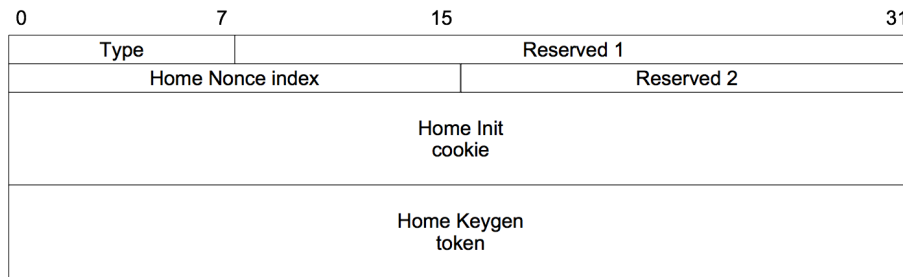 0 7 15 31
Type Reserved 1
Home Nonce index Reserved 2
Home Init
cookie
Home Keygen
token